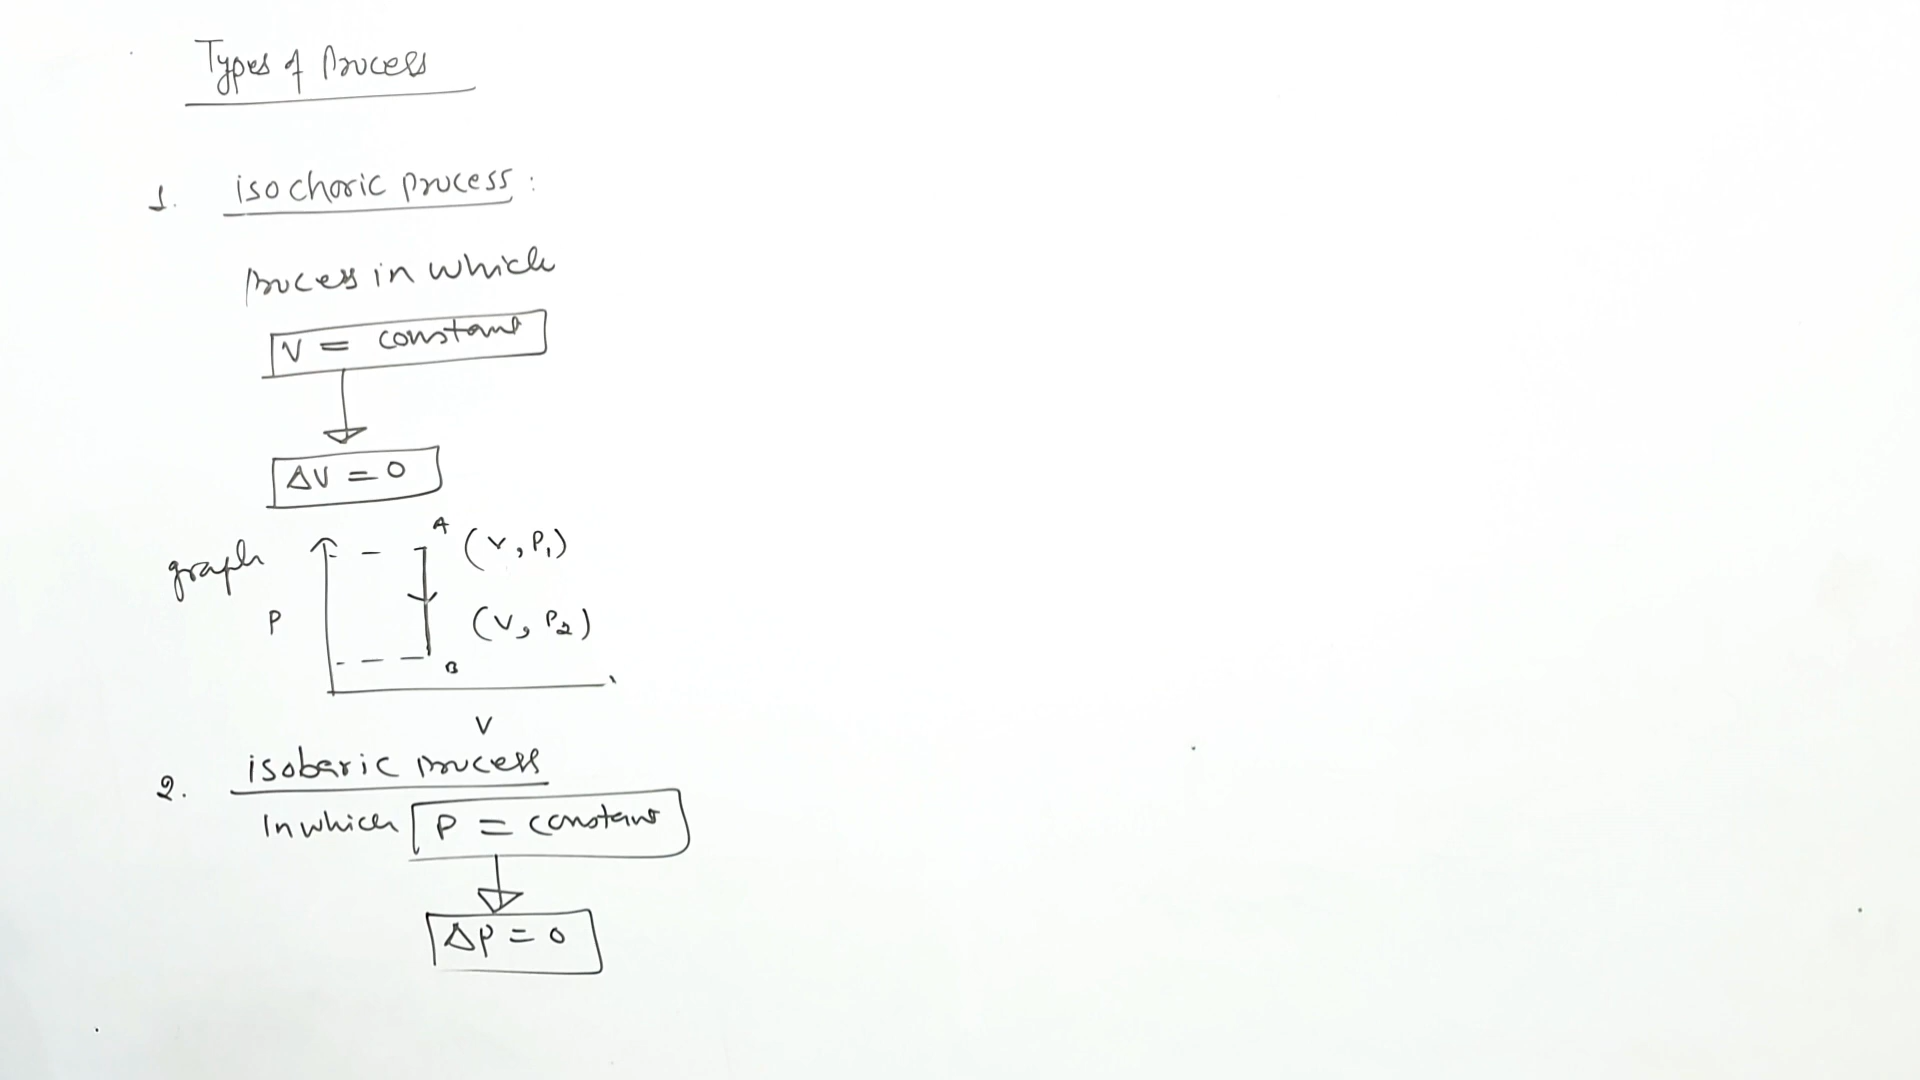 Types of Process
1. isochoric process :
process in which
V = constant
ΔV = 0
graph
A (V, P₁)
P
(V, P₂)
B
V
2. isobaric process
In which P = constant
ΔP = 0